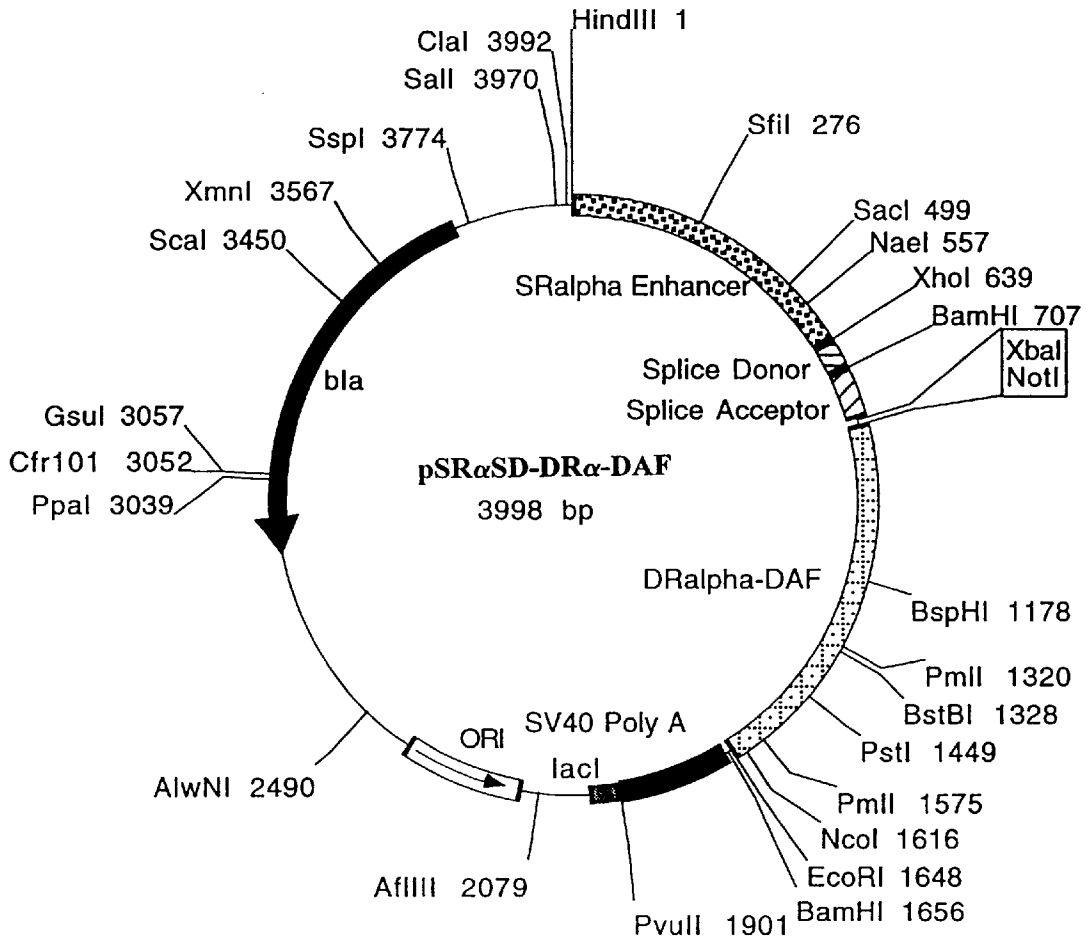 HindIII 1
ClaI 3992
SalI 3970
SspI 3774
XmnI 3567
ScaI 3450
SfiI 276
SacI 499
NaeI 557
XhoI 639
BamHI 707
XbaI
NotI
SRalpha Enhancer
Splice Donor
Splice Acceptor
bla
GsuI 3057
Cfr101 3052
PpaI 3039
pSRαSD-DRα-DAF
3998 bp
DRalpha-DAF
BspHI 1178
PmlI 1320
BstBI 1328
PstI 1449
PmlI 1575
NcoI 1616
EcoRI 1648
BamHI 1656
SV40 Poly A
ORI
lacI
AlwNI 2490
AflIII 2079
PvuII 1901